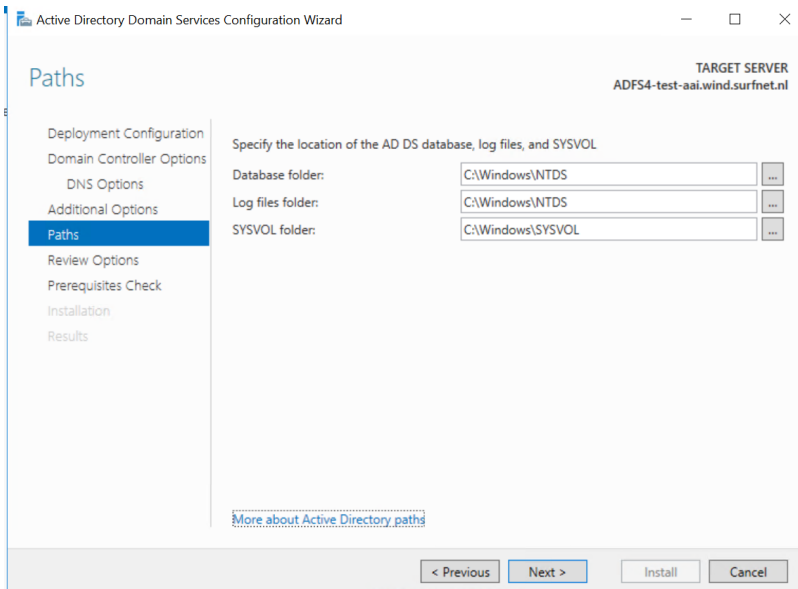 Active Directory Domain Services Configuration Wizard
Paths
TARGET SERVER
ADFS4-test-aai.wind.surfnet.nl
Deployment Configuration
Domain Controller Options
DNS Options
Additional Options
Paths
Review Options
Prerequisites Check
Installation
Results
Specify the location of the AD DS database, log files, and SYSVOL
Database folder: C:\Windows\NTDS ...
Log files folder: C:\Windows\NTDS ...
SYSVOL folder: C:\Windows\SYSVOL ...
More about Active Directory paths
< Previous Next > Install Cancel